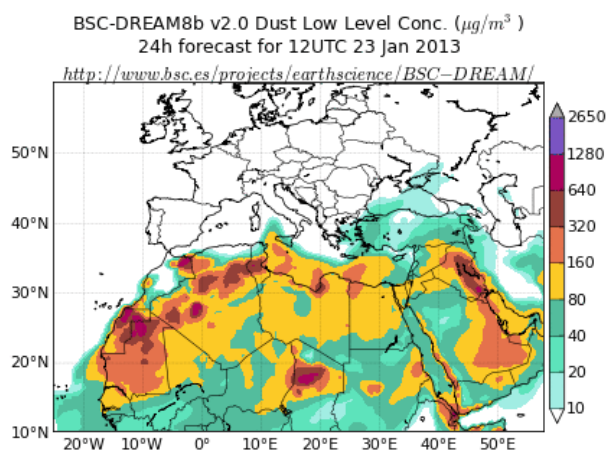 BSC-DREAM8b v2.0 Dust Low Level Conc. (μg/m³ )
24h forecast for 12UTC 23 Jan 2013
http://www.bsc.es/projects/earthscience/BSC−DREAM/
2650
1280
50°N
640
40°N
320
160
30°N
80
40
20°N
20
10
10°N
20°W 10°W 0° 10°E 20°E 30°E 40°E 50°E